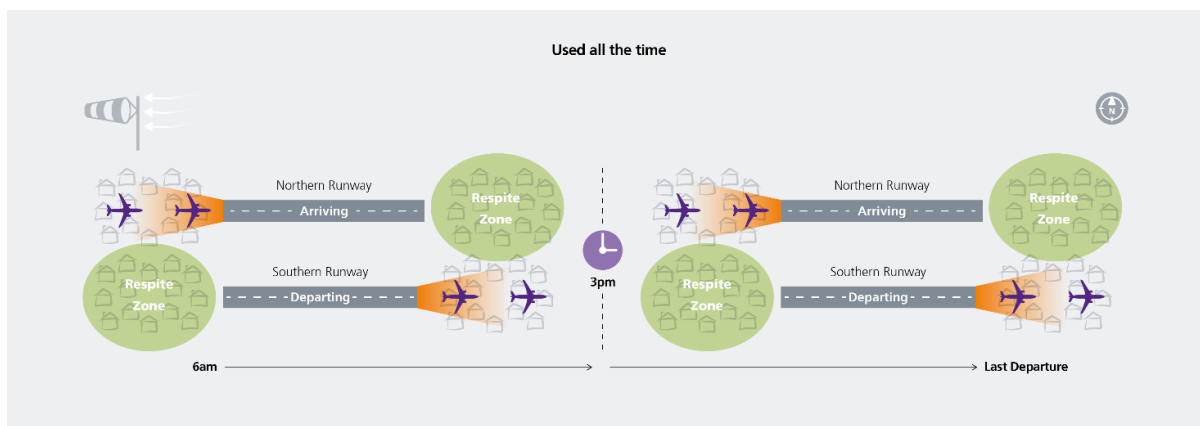 Used all the time
N
Northern Runway
Arriving
Respite
Zone
Respite
Zone
Southern Runway
Departing
3pm
Northern Runway
Arriving
Respite
Zone
Respite
Zone
Southern Runway
Departing
6am
Last Departure